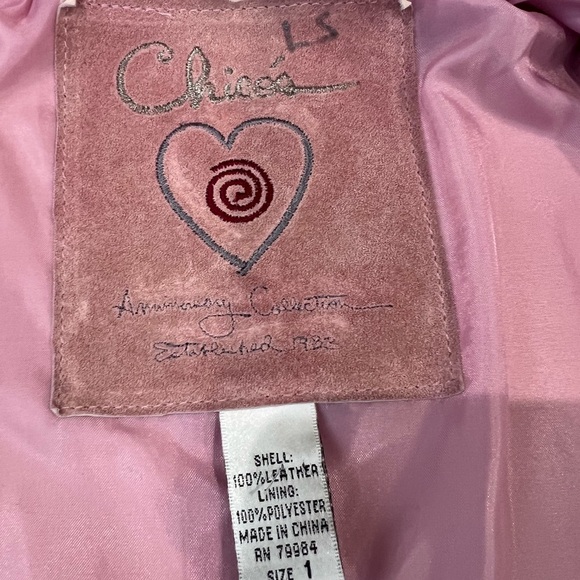 LS
Chico's
Anniversary Collection
Established 1983
SHELL:
100%LEATHER
LINING:
100%POLYESTER
MADE IN CHINA
RN 79984
SIZE 1